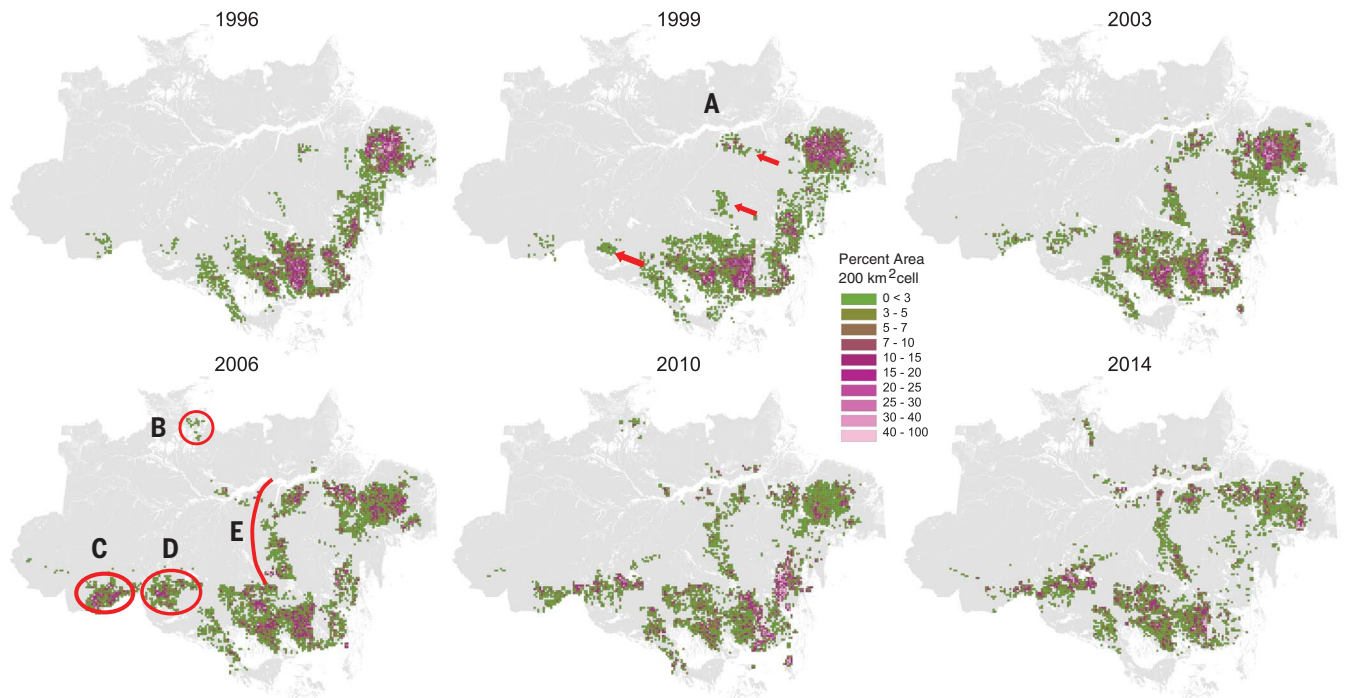 1996
1999
2003
A
Percent Area
200 km2cell
0 < 3
3 - 5
5 - 7
7 - 10
10 - 15
15 - 20
20 - 25
25 - 30
30 - 40
40 - 100
2006
2010
2014
B
E
C
D